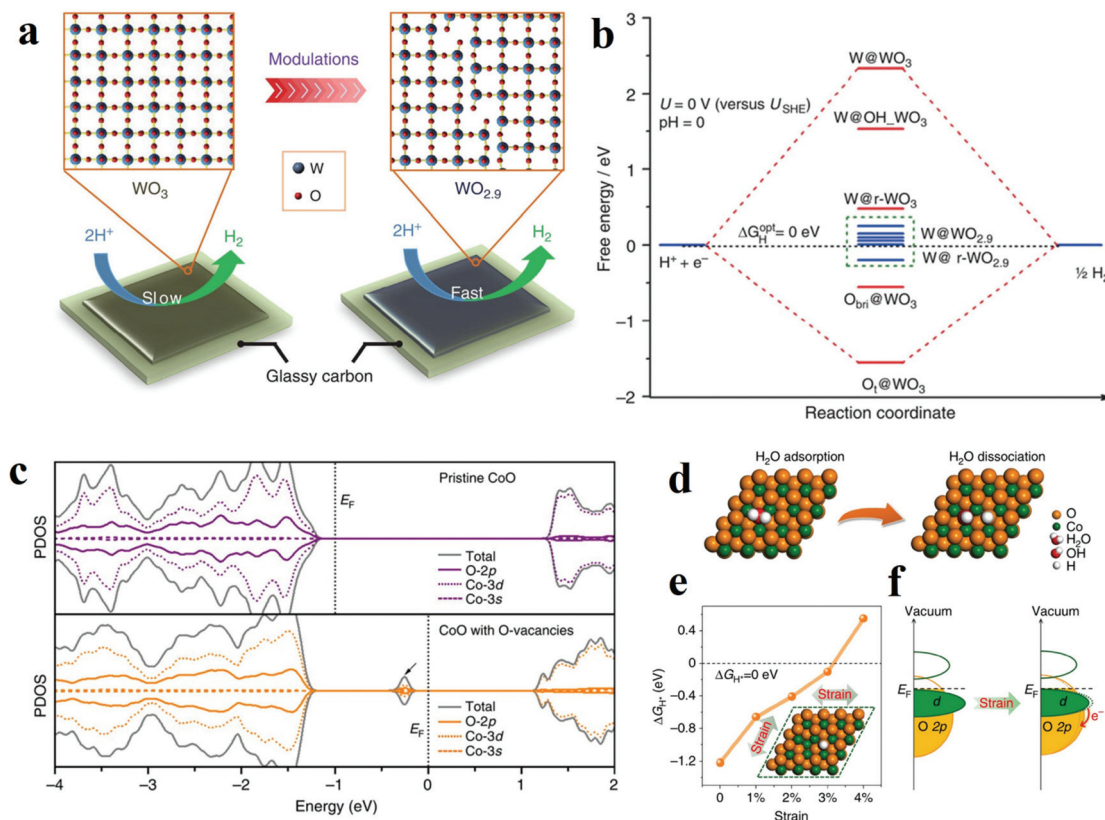 a
Modulations
W
O
WO3
WO2.9
2H+
H2
Slow
2H+
H2
Fast
Glassy carbon
b
Free energy / eV
3
2
1
0
−1
−2
U = 0 V (versus USHE)
pH = 0
W@WO3
W@OH_WO3
W@r-WO3
ΔGHopt= 0 eV
W@WO2.9
H+ + e−
W@ r-WO2.9
½ H2
Obri@WO3
Ot@WO3
Reaction coordinate
c
PDOS
Pristine CoO
EF
Total
O-2p
Co-3d
Co-3s
PDOS
CoO with O-vacancies
EF
Total
O-2p
Co-3d
Co-3s
−4 −3 −2 −1 0 1 2
Energy (eV)
d
H2O adsorption
H2O dissociation
O
Co
H2O
OH
H
e
ΔGH* (eV)
0.4
0
−0.4
−0.8
−1.2
ΔGH*=0 eV
Strain
Strain
0 1% 2% 3% 4%
Strain
f
Vacuum
EF
d
O 2p
Strain
Vacuum
EF
d
e−
O 2p